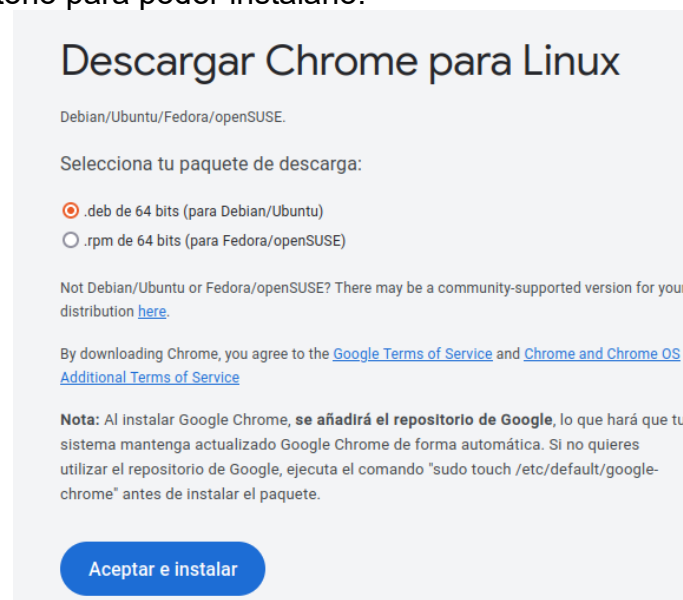 para poder instalarlo.
Descargar Chrome para Linux
Debian/Ubuntu/Fedora/openSUSE.
Selecciona tu paquete de descarga:
.deb de 64 bits (para Debian/Ubuntu)
.rpm de 64 bits (para Fedora/openSUSE)
Not Debian/Ubuntu or Fedora/openSUSE? There may be a community-supported version for your
distribution here.
By downloading Chrome, you agree to the Google Terms of Service and Chrome and Chrome OS
Additional Terms of Service
Nota: Al instalar Google Chrome, se añadirá el repositorio de Google, lo que hará que tu
sistema mantenga actualizado Google Chrome de forma automática. Si no quieres
utilizar el repositorio de Google, ejecuta el comando "sudo touch /etc/default/google-
chrome" antes de instalar el paquete.
Aceptar e instalar